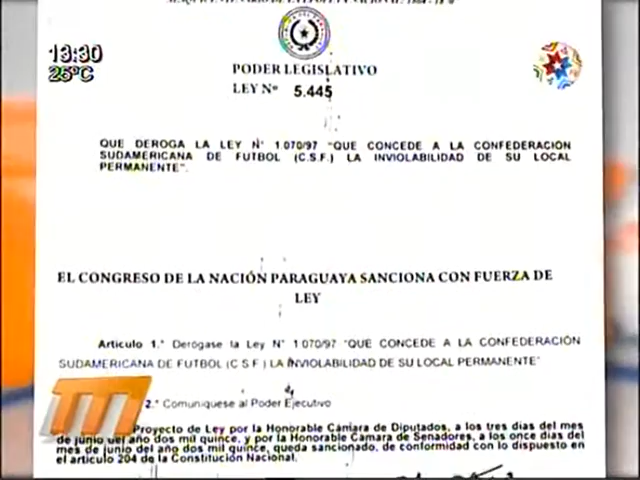 13:30
25°C
PODER LEGISLATIVO
LEY Nº 5.445
QUE DEROGA LA LEY N° 1.070/97 "QUE CONCEDE A LA CONFEDERACIÓN
SUDAMERICANA DE FUTBOL (C.S.F.) LA INVIOLABILIDAD DE SU LOCAL
PERMANENTE".
EL CONGRESO DE LA NACIÓN PARAGUAYA SANCIONA CON FUERZA DE
LEY
Artículo 1.° Derógase la Ley N° 1.070/97 "QUE CONCEDE A LA CONFEDERACIÓN
SUDAMERICANA DE FUTBOL (C S F ) LA INVIOLABILIDAD DE SU LOCAL PERMANENTE"
2.° Comuníquese al Poder Ejecutivo
Proyecto de Ley por la Honorable Cámara de Diputados, a los tres días del mes
de junio del año dos mil quince, y por la Honorable Cámara de Senadores, a los once días del
mes de junio del año dos mil quince, queda sancionado, de conformidad con lo dispuesto en
el artículo 204 de la Constitución Nacional.